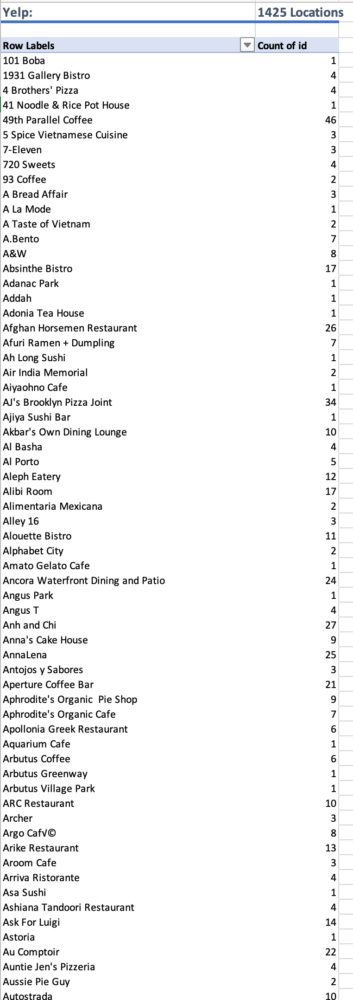 Yelp: 1425 Locations
Row Labels Count of id
101 Boba 1
1931 Gallery Bistro 4
4 Brothers' Pizza 4
41 Noodle & Rice Pot House 1
49th Parallel Coffee 46
5 Spice Vietnamese Cuisine 3
7-Eleven 3
720 Sweets 4
93 Coffee 2
A Bread Affair 3
A La Mode 1
A Taste of Vietnam 2
A.Bento 7
A&W 8
Absinthe Bistro 17
Adanac Park 1
Addah 1
Adonia Tea House 1
Afghan Horsemen Restaurant 26
Afuri Ramen + Dumpling 7
Ah Long Sushi 1
Air India Memorial 2
Aiyaohno Cafe 1
AJ's Brooklyn Pizza Joint 34
Ajiya Sushi Bar 1
Akbar's Own Dining Lounge 10
Al Basha 4
Al Porto 5
Aleph Eatery 12
Alibi Room 17
Alimentaria Mexicana 2
Alley 16 3
Alouette Bistro 11
Alphabet City 2
Amato Gelato Cafe 1
Ancora Waterfront Dining and Patio 24
Angus Park 1
Angus T 4
Anh and Chi 27
Anna's Cake House 9
AnnaLena 25
Antojos y Sabores 3
Aperture Coffee Bar 21
Aphrodite's Organic  Pie Shop 9
Aphrodite's Organic Cafe 7
Apollonia Greek Restaurant 6
Aquarium Cafe 1
Arbutus Coffee 6
Arbutus Greenway 1
Arbutus Village Park 1
ARC Restaurant 10
Archer 3
Argo Caf√© 8
Arike Restaurant 13
Aroom Cafe 3
Arriva Ristorante 4
Asa Sushi 1
Ashiana Tandoori Restaurant 4
Ask For Luigi 14
Astoria 1
Au Comptoir 22
Auntie Jen's Pizzeria 4
Aussie Pie Guy 2
Autostrada 10